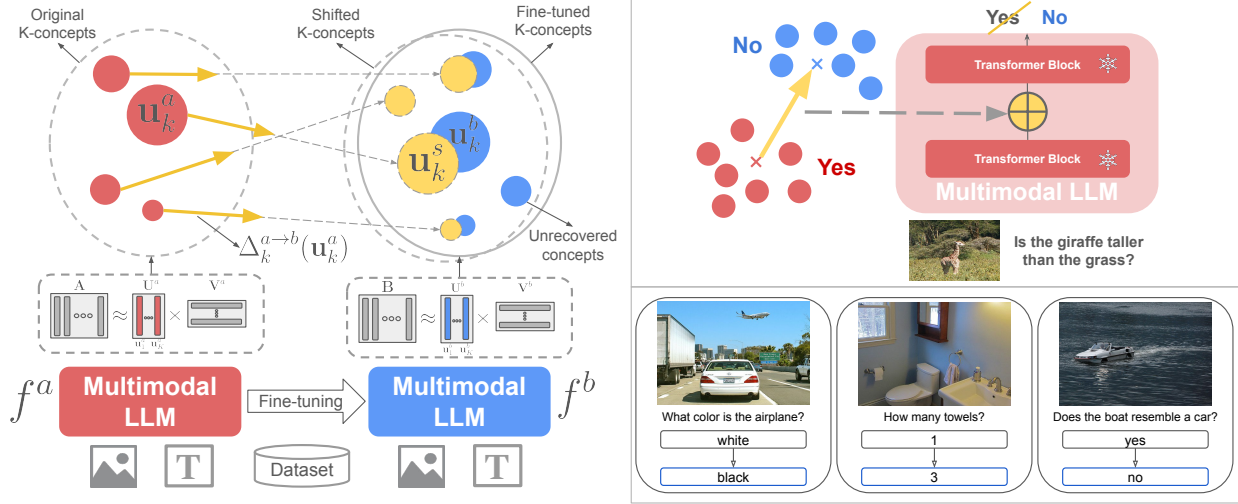 Original
K-concepts
Shifted
K-concepts
Fine-tuned
K-concepts
u_k^a
u_k^b
u_k^s
Unrecovered
concepts
Δ_k^{a→b}(u_k^a)
A
U^a
V^a
≈
×
B
U^b
V^b
≈
×
f^a
Multimodal
LLM
Fine-tuning
Multimodal
LLM
f^b
T
Dataset
T
Yes No
No
Yes
Transformer Block
Transformer Block
Multimodal LLM
Is the giraffe taller
than the grass?
What color is the airplane?
white
black
How many towels?
1
3
Does the boat resemble a car?
yes
no